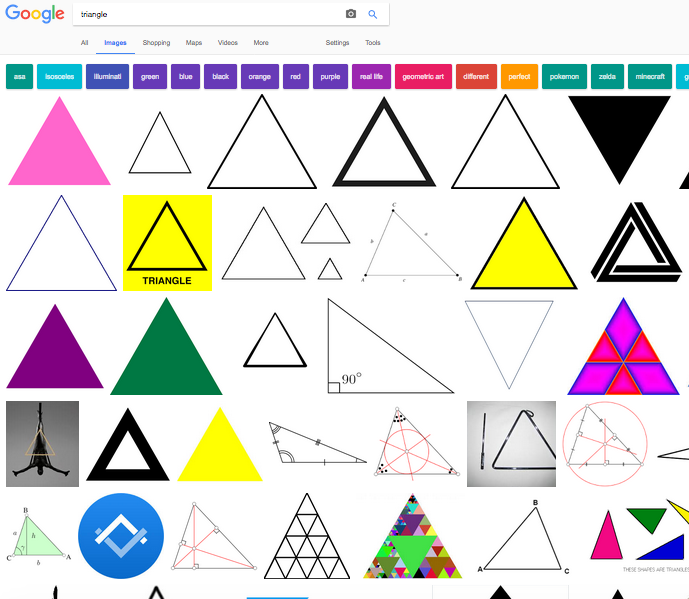 Google triangle
All Images Shopping Maps Videos More Settings Tools
asa isosceles illuminati green blue black orange red purple real life geometric art different perfect pokemon zelda minecraft
C
b a
A c B
TRIANGLE
90°
B
a h
C γ A
b
B
A C
THESE SHAPES ARE TRIANGLES